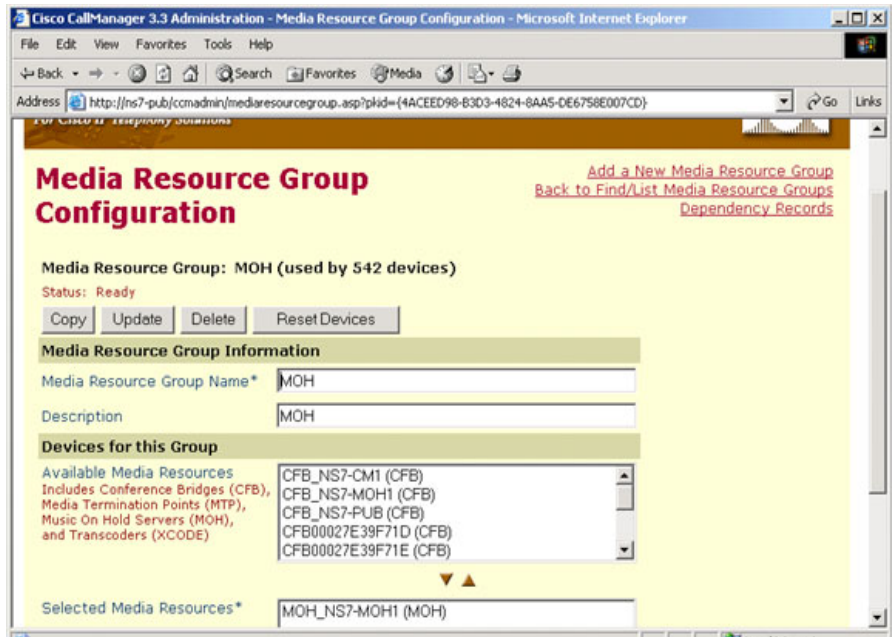 Cisco CallManager 3.3 Administration - Media Resource Group Configuration - Microsoft Internet Explorer
File Edit View Favorites Tools Help
Back Search Favorites Media
Address http://ns7-pub/ccmadmin/mediaresourcegroup.asp?pkid={4ACEED98-B3D3-4824-8AA5-DE6758E007CD} Go Links
For Cisco IP Telephony Solutions
Media Resource Group
Configuration
Add a New Media Resource Group
Back to Find/List Media Resource Groups
Dependency Records
Media Resource Group: MOH (used by 542 devices)
Status: Ready
Copy Update Delete Reset Devices
Media Resource Group Information
Media Resource Group Name* MOH
Description MOH
Devices for this Group
Available Media Resources
Includes Conference Bridges (CFB),
Media Termination Points (MTP),
Music On Hold Servers (MOH),
and Transcoders (XCODE)
CFB_NS7-CM1 (CFB)
CFB_NS7-MOH1 (CFB)
CFB_NS7-PUB (CFB)
CFB00027E39F71D (CFB)
CFB00027E39F71E (CFB)
Selected Media Resources* MOH_NS7-MOH1 (MOH)